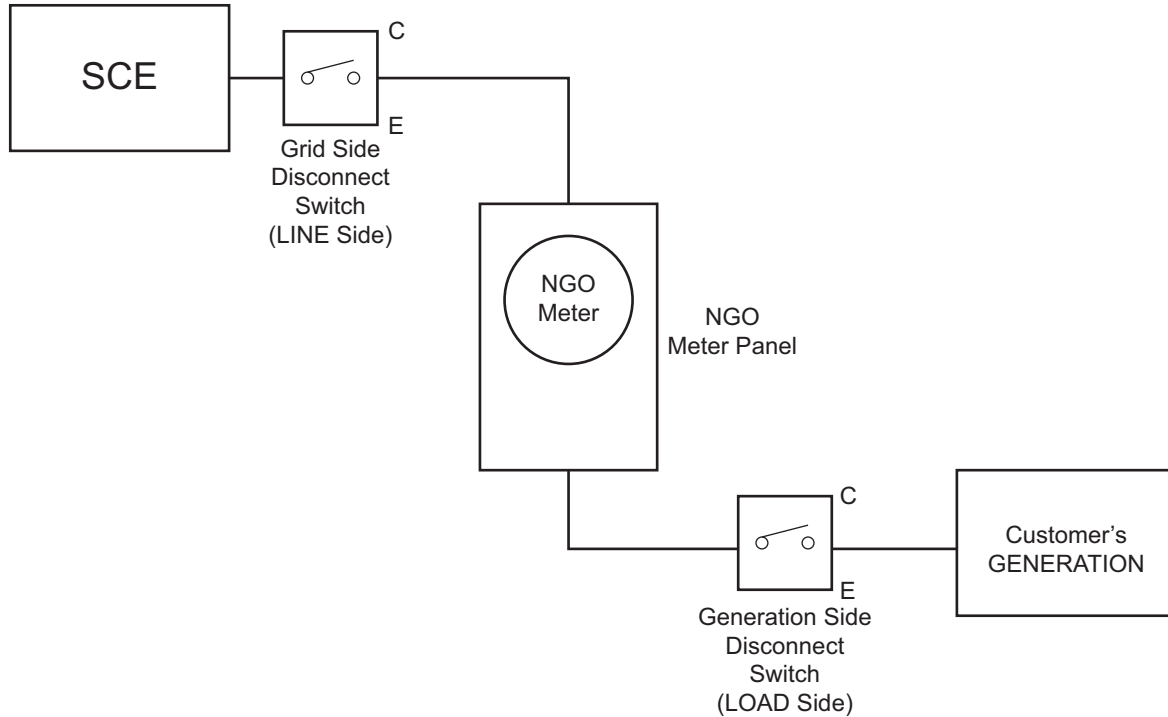 SCE
C
E
Grid Side
Disconnect
Switch
(LINE Side)
NGO
Meter
NGO
Meter Panel
C
E
Generation Side
Disconnect
Switch
(LOAD Side)
Customer’s
GENERATION